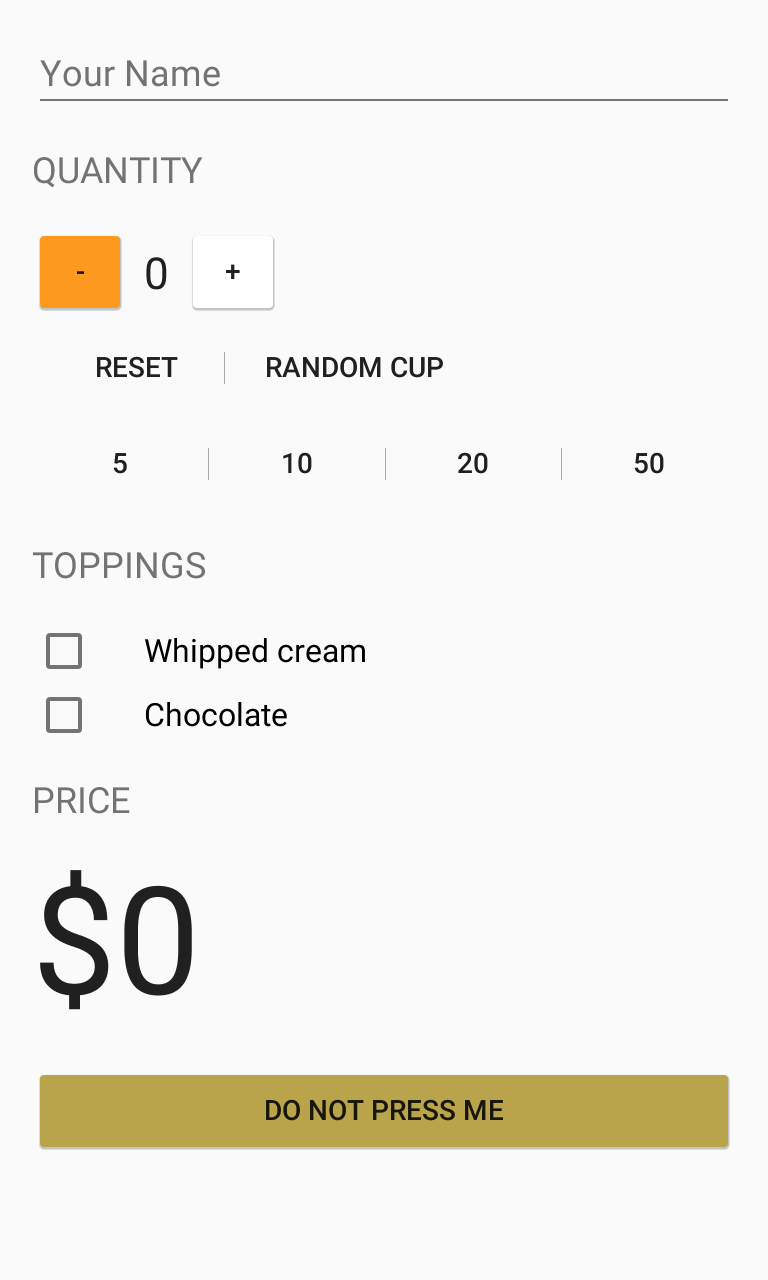 Your Name
QUANTITY
- 0 +
RESET RANDOM CUP
5 10 20 50
TOPPINGS
Whipped cream
Chocolate
PRICE
$0
DO NOT PRESS ME